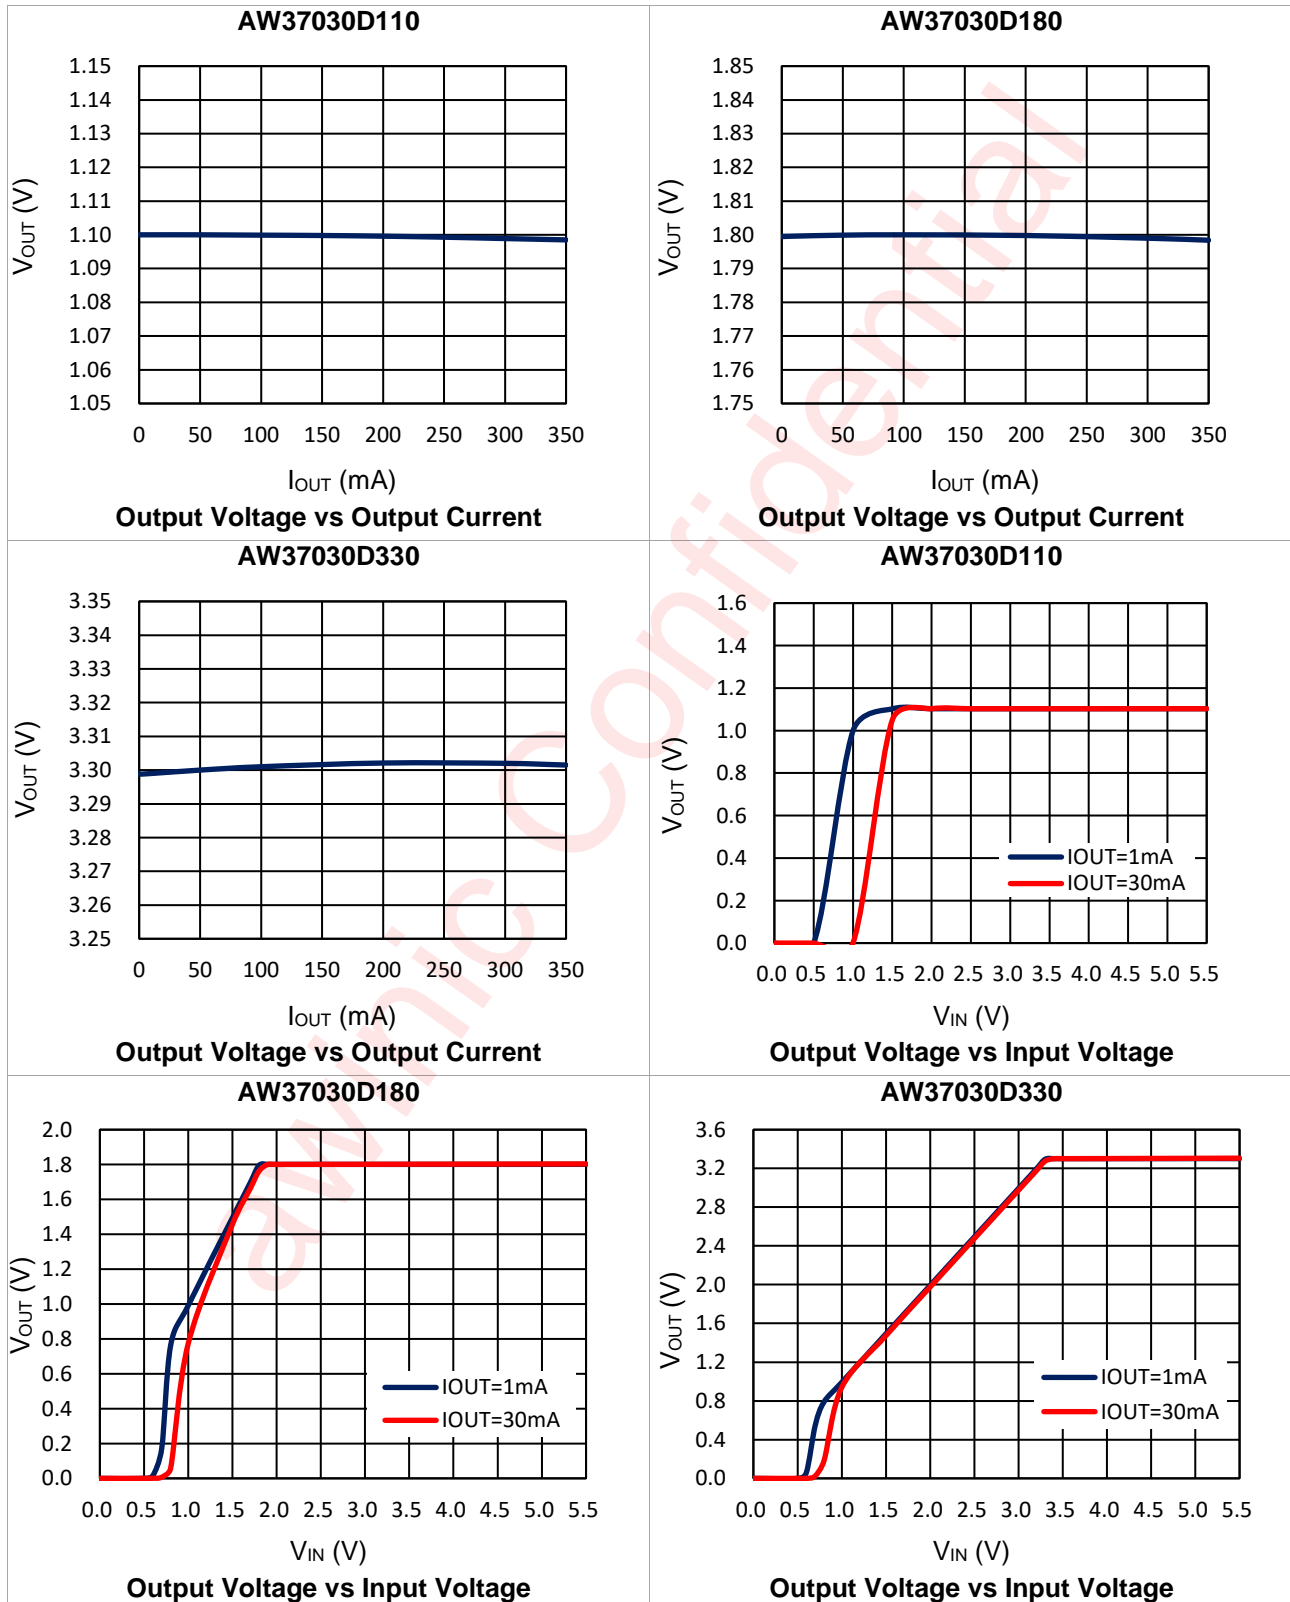 AW37030D110
1.15
1.14
1.13
1.12
1.11
1.10
1.09
1.08
1.07
1.06
1.05
VOUT (V)
0 50 100 150 200 250 300 350
IOUT (mA)
Output Voltage vs Output Current
AW37030D180
1.85
1.84
1.83
1.82
1.81
1.80
1.79
1.78
1.77
1.76
1.75
VOUT (V)
0 50 100 150 200 250 300 350
IOUT (mA)
Output Voltage vs Output Current
AW37030D330
3.35
3.34
3.33
3.32
3.31
3.30
3.29
3.28
3.27
3.26
3.25
VOUT (V)
0 50 100 150 200 250 300 350
IOUT (mA)
Output Voltage vs Output Current
AW37030D110
1.6
1.4
1.2
1.0
0.8
0.6
0.4
0.2
0.0
VOUT (V)
IOUT=1mA
IOUT=30mA
0.0 0.5 1.0 1.5 2.0 2.5 3.0 3.5 4.0 4.5 5.0 5.5
VIN (V)
Output Voltage vs Input Voltage
AW37030D180
2.0
1.8
1.6
1.4
1.2
1.0
0.8
0.6
0.4
0.2
0.0
VOUT (V)
IOUT=1mA
IOUT=30mA
0.0 0.5 1.0 1.5 2.0 2.5 3.0 3.5 4.0 4.5 5.0 5.5
VIN (V)
Output Voltage vs Input Voltage
AW37030D330
3.6
3.2
2.8
2.4
2.0
1.6
1.2
0.8
0.4
0.0
VOUT (V)
IOUT=1mA
IOUT=30mA
0.0 0.5 1.0 1.5 2.0 2.5 3.0 3.5 4.0 4.5 5.0 5.5
VIN (V)
Output Voltage vs Input Voltage
awinic Confidential